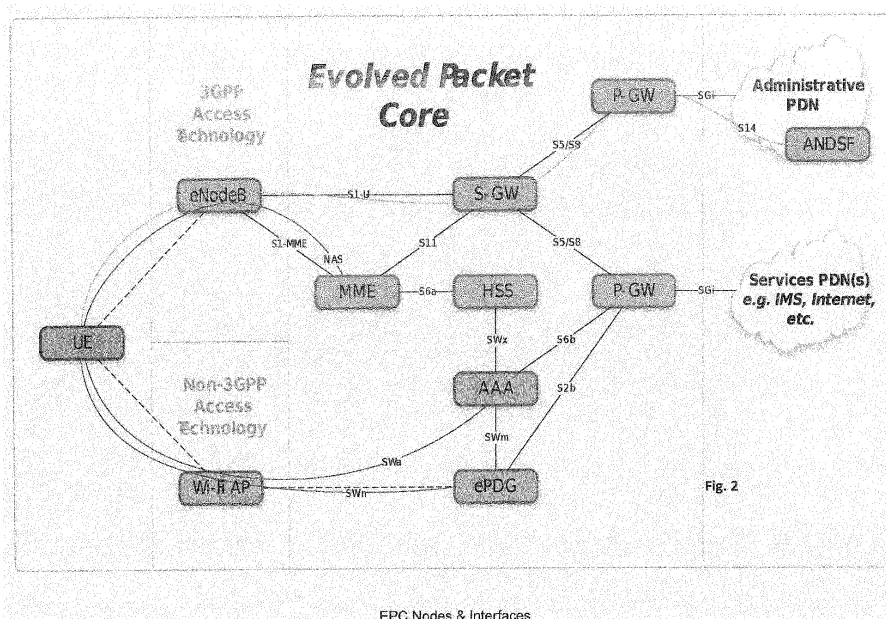 Evolved Packet
Core
3GPP
Access
Technology
P-GW
SGi
Administrative
PDN
S14
ANDSF
S5/S8
eNodeB
S1-U
S-GW
S1-MME
NAS
S11
S5/S8
MME
S6a
HSS
P-GW
SGi
Services PDN(s)
e.g. IMS, Internet,
etc.
UE
SWx
S6b
Non-3GPP
Access
Technology
AAA
S2b
SWm
SWa
Wi-Fi AP
SWn
ePDG
Fig. 2
EPC Nodes & Interfaces